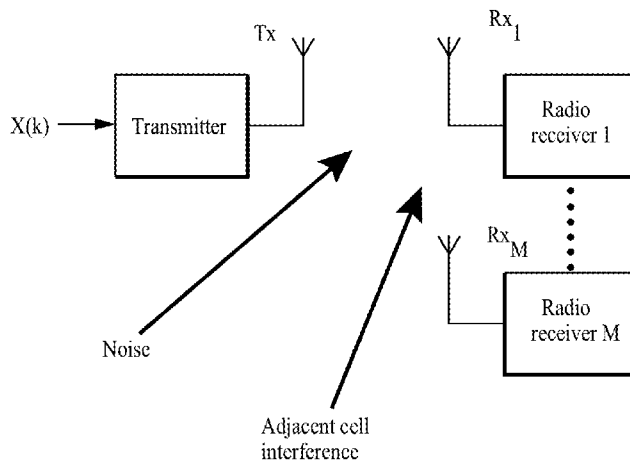 Tx
Rx1
X(k)
Transmitter
Radio
receiver 1
RxM
Radio
receiver M
Noise
Adjacent cell
interference